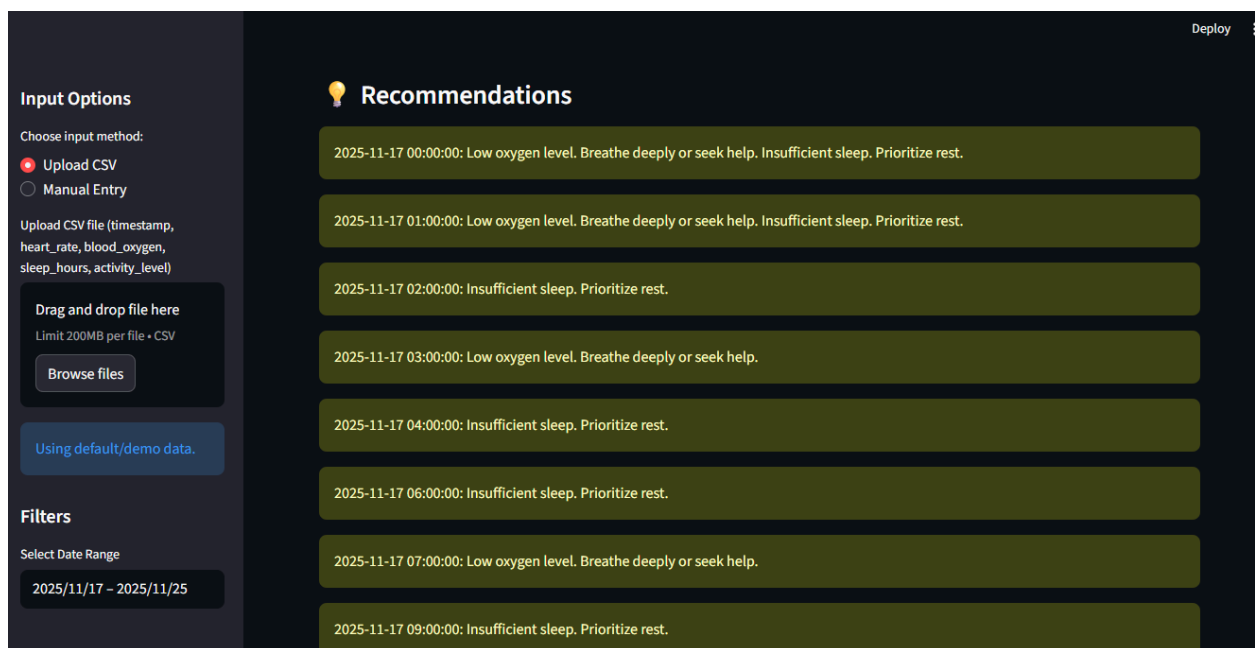 Deploy
Input Options
Choose input method:
Upload CSV
Manual Entry
Upload CSV file (timestamp,
heart_rate, blood_oxygen,
sleep_hours, activity_level)
Drag and drop file here
Limit 200MB per file • CSV
Browse files
Using default/demo data.
Filters
Select Date Range
2025/11/17 – 2025/11/25
Recommendations
2025-11-17 00:00:00: Low oxygen level. Breathe deeply or seek help. Insufficient sleep. Prioritize rest.
2025-11-17 01:00:00: Low oxygen level. Breathe deeply or seek help. Insufficient sleep. Prioritize rest.
2025-11-17 02:00:00: Insufficient sleep. Prioritize rest.
2025-11-17 03:00:00: Low oxygen level. Breathe deeply or seek help.
2025-11-17 04:00:00: Insufficient sleep. Prioritize rest.
2025-11-17 06:00:00: Insufficient sleep. Prioritize rest.
2025-11-17 07:00:00: Low oxygen level. Breathe deeply or seek help.
2025-11-17 09:00:00: Insufficient sleep. Prioritize rest.